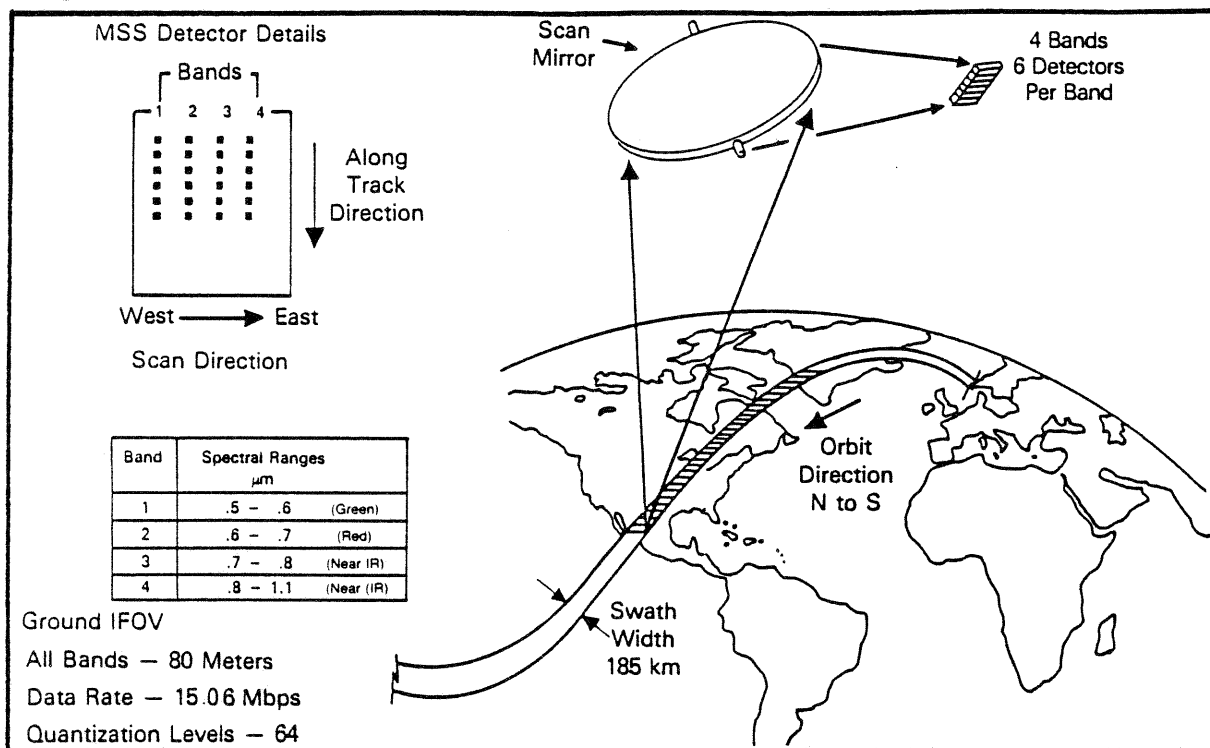 MSS Detector Details
Bands
1 2 3 4
Along
Track
Direction
West East
Scan Direction
Scan
Mirror
4 Bands
6 Detectors
Per Band
Band Spectral Ranges
μm
1 .5 – .6 (Green)
2 .6 – .7 (Red)
3 .7 – .8 (Near IR)
4 .8 – 1.1 (Near (IR)
Orbit
Direction
N to S
Swath
Width
185 km
Ground IFOV
All Bands – 80 Meters
Data Rate – 15.06 Mbps
Quantization Levels – 64